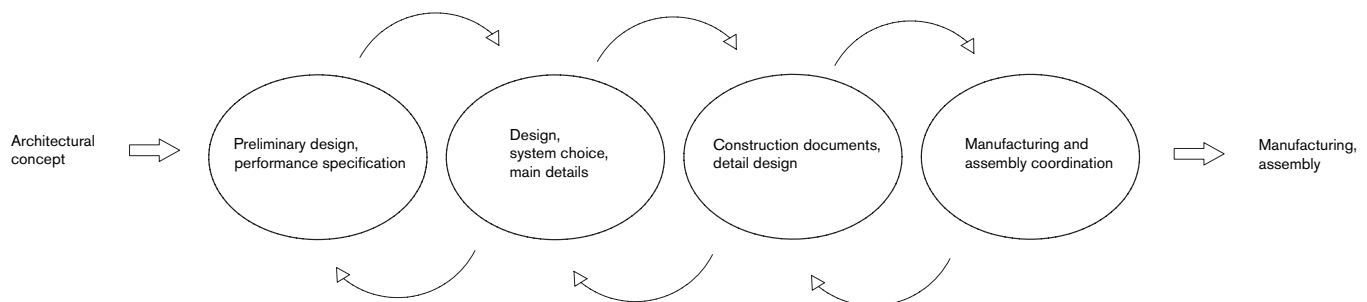 Architectural
concept
Preliminary design,
performance specification
Design,
system choice,
main details
Construction documents,
detail design
Manufacturing and
assembly coordination
Manufacturing,
assembly